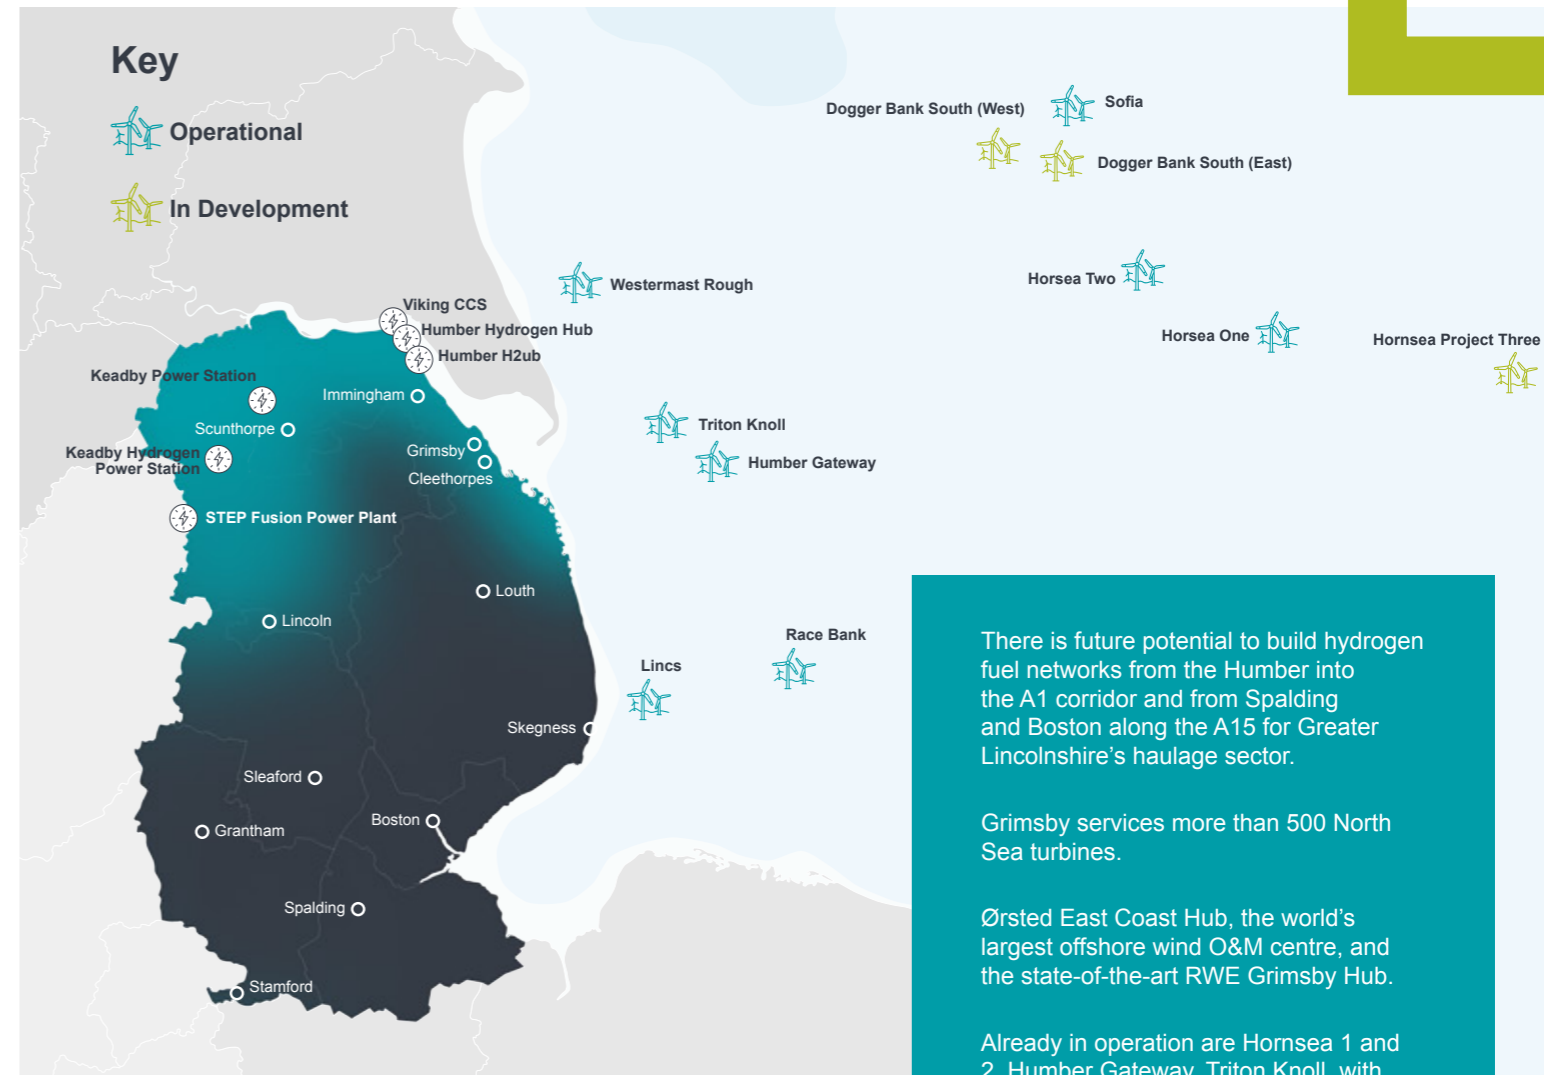 Key
Operational
In Development
Dogger Bank South (West)
Sofia
Dogger Bank South (East)
Westermast Rough
Horsea Two
Horsea One
Hornsea Project Three
Viking CCS
Humber Hydrogen Hub
Humber H2ub
Keadby Power Station
Immingham
Scunthorpe
Triton Knoll
Grimsby
Keadby Hydrogen
Power Station
Humber Gateway
Cleethorpes
STEP Fusion Power Plant
Louth
Lincoln
Race Bank
Lincs
Skegness
Sleaford
Boston
Grantham
Spalding
Stamford
There is future potential to build hydrogen
fuel networks from the Humber into
the A1 corridor and from Spalding
and Boston along the A15 for Greater
Lincolnshire’s haulage sector.
Grimsby services more than 500 North
Sea turbines.
Ørsted East Coast Hub, the world’s
largest offshore wind O&M centre, and
the state-of-the-art RWE Grimsby Hub.
Already in operation are Hornsea 1 and
2, Humber Gateway, Triton Knoll, with